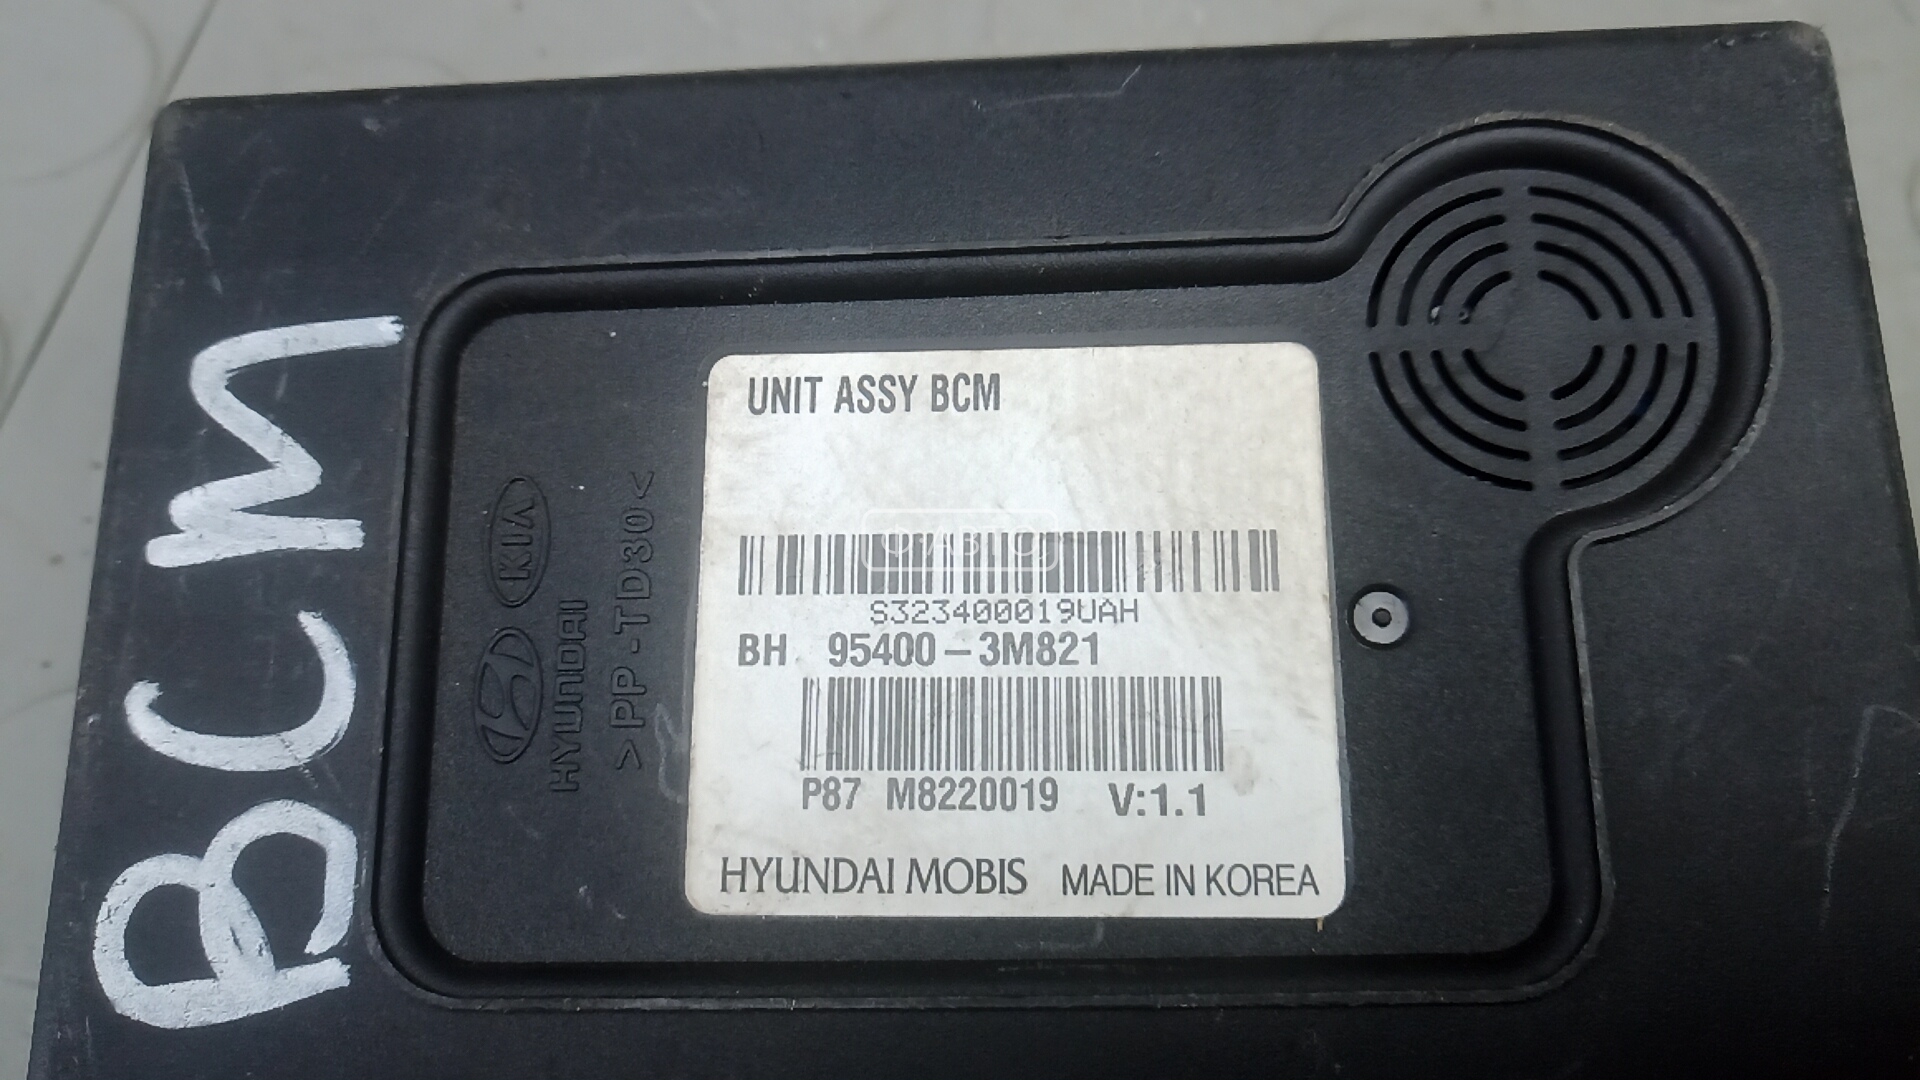 BCM
KIA
HYUNDAI
>PP-TD30<
UNIT ASSY BCM
S323400019UAH
BH 95400-3M821
P87 M8220019 V:1.1
HYUNDAI MOBIS MADE IN KOREA